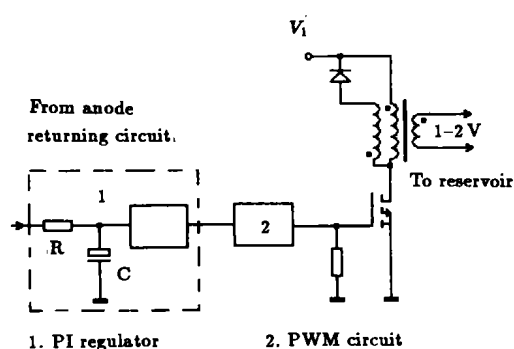 V₁
From anode
returning circuit.
1–2 V
To reservoir
1
2
R
C
1. PI regulator
2. PWM circuit